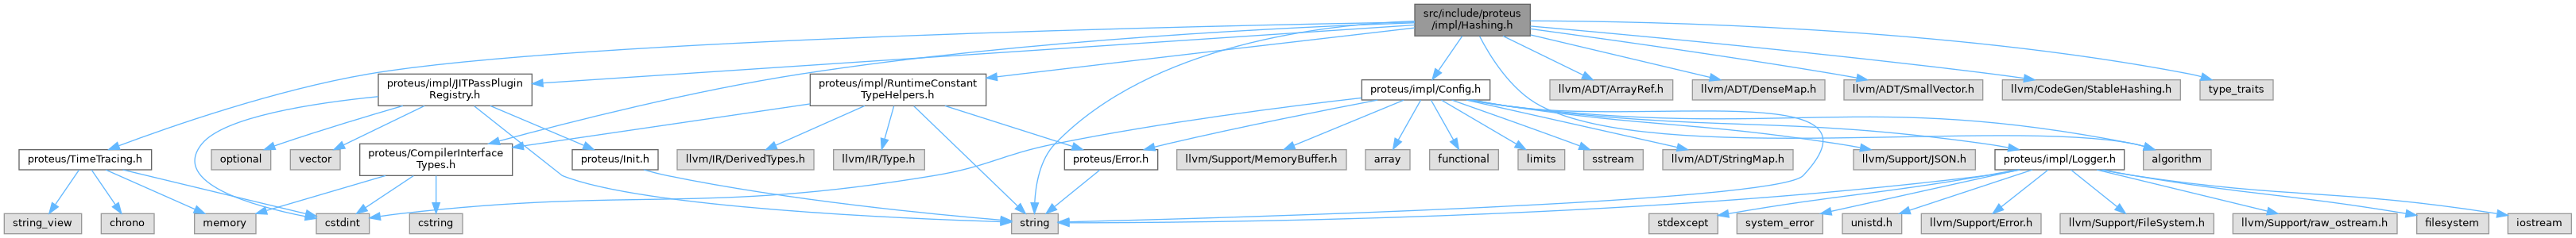 src/include/proteus
/impl/Hashing.h
proteus/impl/JITPassPlugin
Registry.h
proteus/impl/RuntimeConstant
TypeHelpers.h
proteus/impl/Config.h
llvm/ADT/ArrayRef.h
llvm/ADT/DenseMap.h
llvm/ADT/SmallVector.h
llvm/CodeGen/StableHashing.h
type_traits
proteus/TimeTracing.h
optional
vector
proteus/CompilerInterface
Types.h
proteus/Init.h
llvm/IR/DerivedTypes.h
llvm/IR/Type.h
proteus/Error.h
llvm/Support/MemoryBuffer.h
array
functional
limits
sstream
llvm/ADT/StringMap.h
llvm/Support/JSON.h
proteus/impl/Logger.h
algorithm
string_view
chrono
memory
cstdint
cstring
string
stdexcept
system_error
unistd.h
llvm/Support/Error.h
llvm/Support/FileSystem.h
llvm/Support/raw_ostream.h
filesystem
iostream